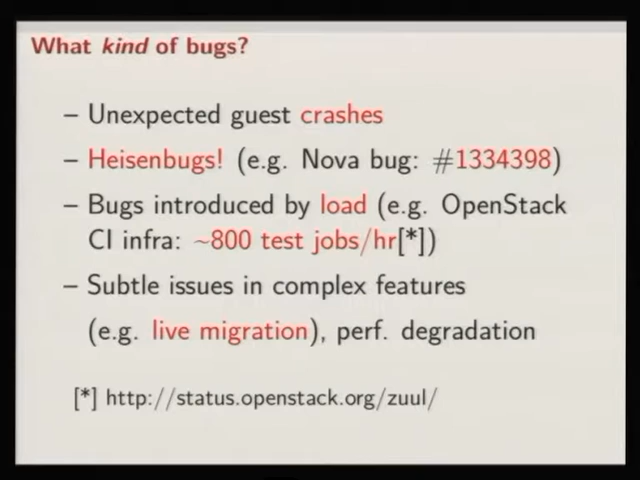 What kind of bugs?
– Unexpected guest crashes
– Heisenbugs! (e.g. Nova bug: #1334398)
– Bugs introduced by load (e.g. OpenStack
CI infra: ~800 test jobs/hr[*])
– Subtle issues in complex features
(e.g. live migration), perf. degradation
[*] http://status.openstack.org/zuul/